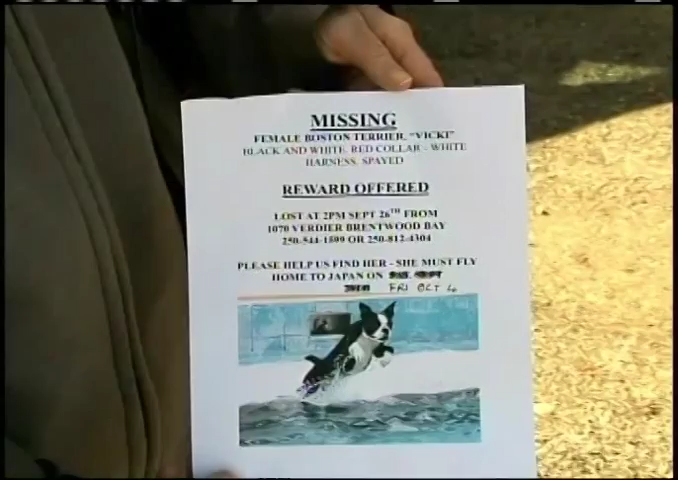 MISSING
FEMALE BOSTON TERRIER, "VICKI"
BLACK AND WHITE, RED COLLAR - WHITE
HARNESS, SPAYED
REWARD OFFERED
LOST AT 2PM SEPT 26TH FROM
1070 VERDIER BRENTWOOD BAY
250-544-1599 OR 250-812-4304
PLEASE HELP US FIND HER - SHE MUST FLY
HOME TO JAPAN ON
FRI OCT 6